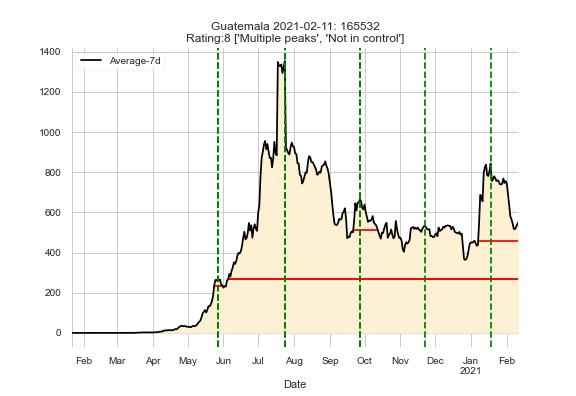 Guatemala 2021-02-11: 165532
Rating:8 ['Multiple peaks', 'Not in control']
1400
Average-7d
1200
1000
800
600
400
200
0
Feb Mar Apr May Jun Jul Aug Sep Oct Nov Dec Jan Feb
2021
Date